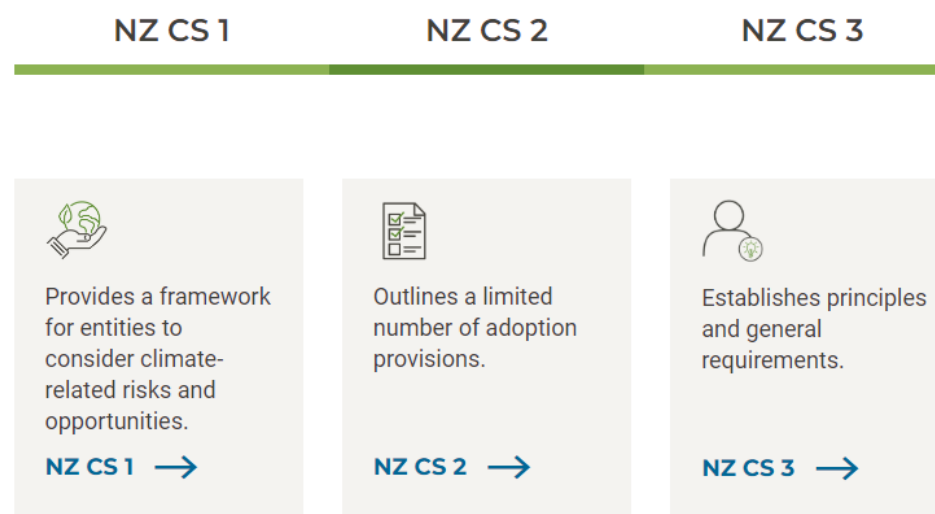 NZ CS 1
NZ CS 2
NZ CS 3
Provides a framework
for entities to
consider climate-
related risks and
opportunities.
NZ CS 1
Outlines a limited
number of adoption
provisions.
NZ CS 2
Establishes principles
and general
requirements.
NZ CS 3